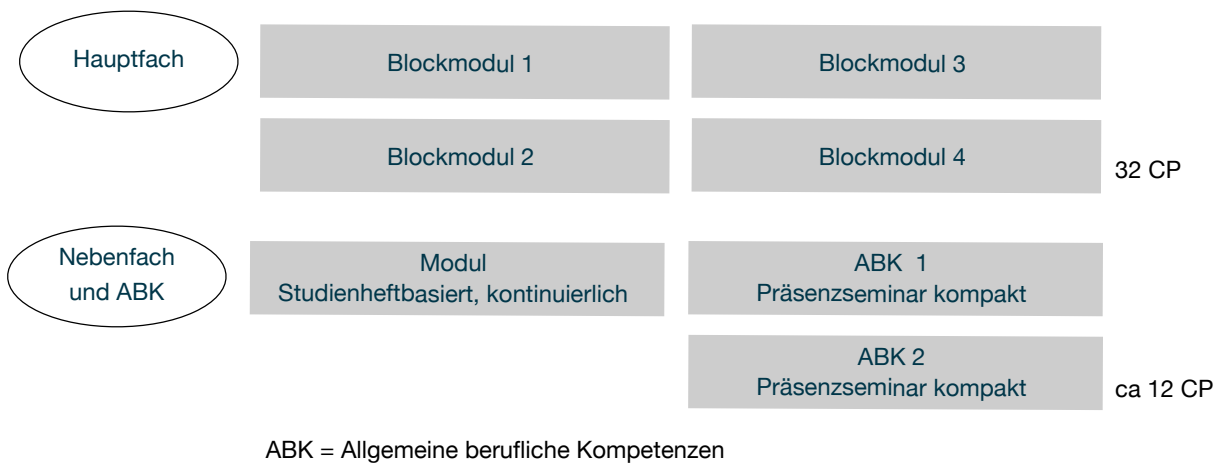 Hauptfach
Blockmodul 1
Blockmodul 3
Blockmodul 2
Blockmodul 4
32 CP
Nebenfach
und ABK
Modul
Studienheftbasiert, kontinuierlich
ABK 1
Präsenzseminar kompakt
ABK 2
Präsenzseminar kompakt
ca 12 CP
ABK = Allgemeine berufliche Kompetenzen